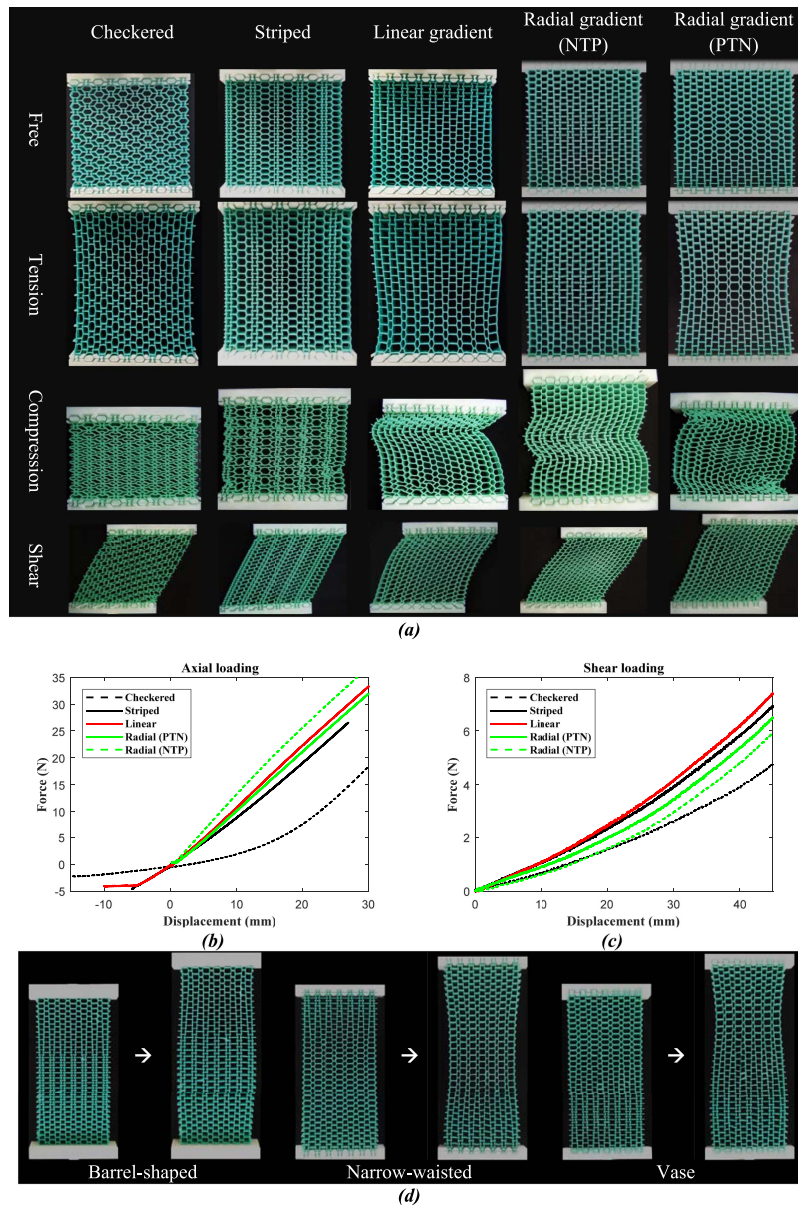 Checkered
Striped
Linear gradient
Radial gradient
(NTP)
Radial gradient
(PTN)
Free
Tension
Compression
Shear
(a)
Axial loading
35
30
25
20
15
10
5
0
-5
Force (N)
Checkered
Striped
Linear
Radial (PTN)
Radial (NTP)
-10
0
10
20
30
Displacement (mm)
(b)
Shear loading
8
6
4
2
0
Force (N)
Checkered
Striped
Linear
Radial (PTN)
Radial (NTP)
0
10
20
30
40
Displacement (mm)
(c)
→
→
→
Barrel-shaped
Narrow-waisted
Vase
(d)